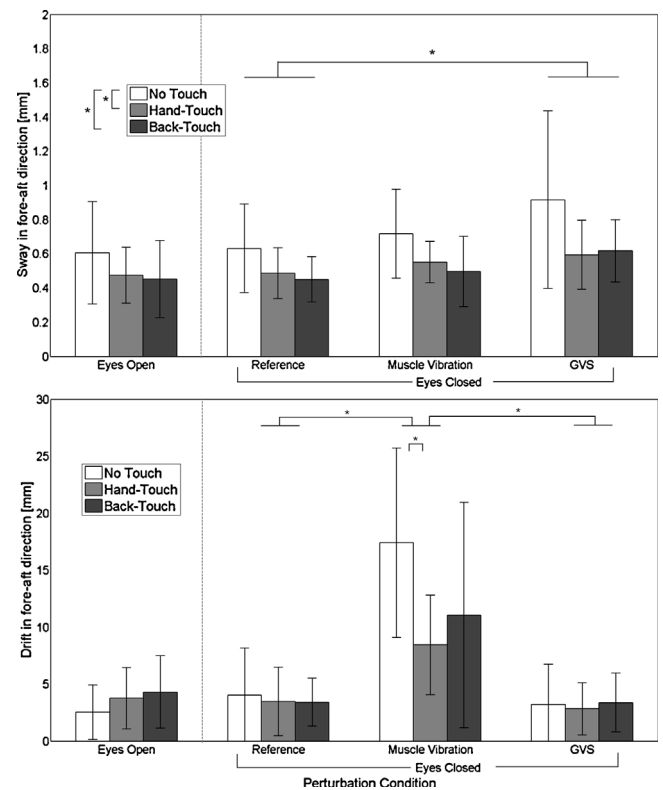 2
1.8
1.6
1.4
1.2
1
0.8
0.6
0.4
0.2
0
Sway in fore-aft direction [mm]
*
* *
No Touch
Hand-Touch
Back-Touch
Eyes Open Reference Muscle Vibration GVS
Eyes Closed
30
25
20
15
10
5
0
Drift in fore-aft direction [mm]
* *
*
No Touch
Hand-Touch
Back-Touch
Eyes Open Reference Muscle Vibration GVS
Eyes Closed
Perturbation Condition